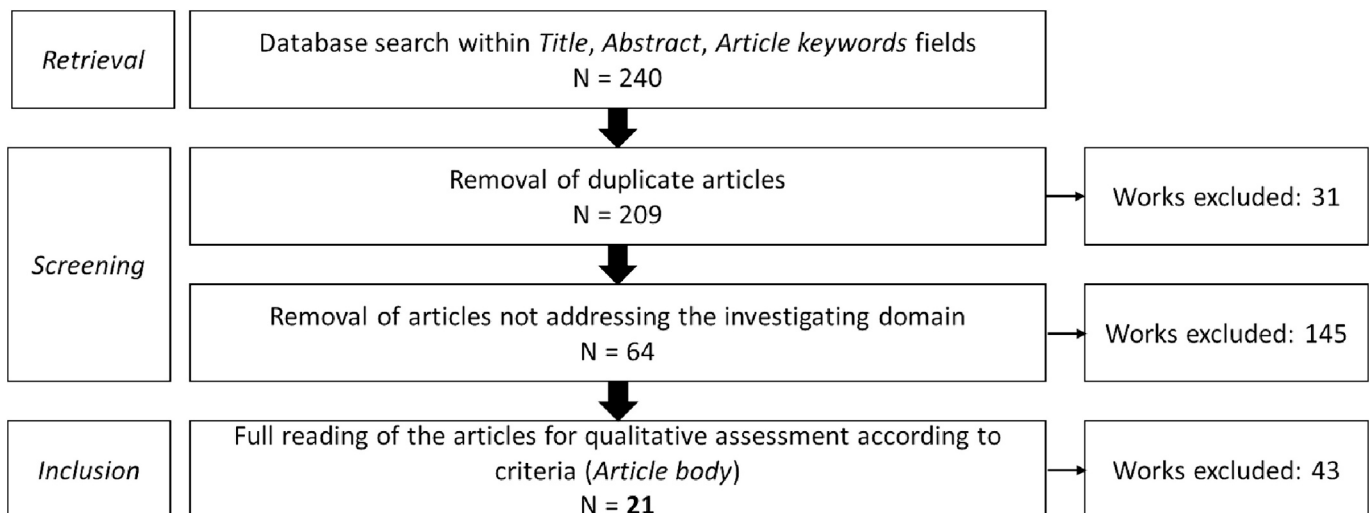 Retrieval
Database search within Title, Abstract, Article keywords fields
N = 240
Screening
Removal of duplicate articles
N = 209
Works excluded: 31
Removal of articles not addressing the investigating domain
N = 64
Works excluded: 145
Inclusion
Full reading of the articles for qualitative assessment according to
criteria (Article body)
N = 21
Works excluded: 43